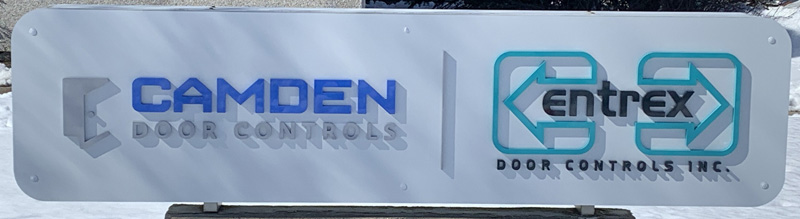 CAMDEN
DOOR CONTROLS
entrex
DOOR CONTROLS INC.